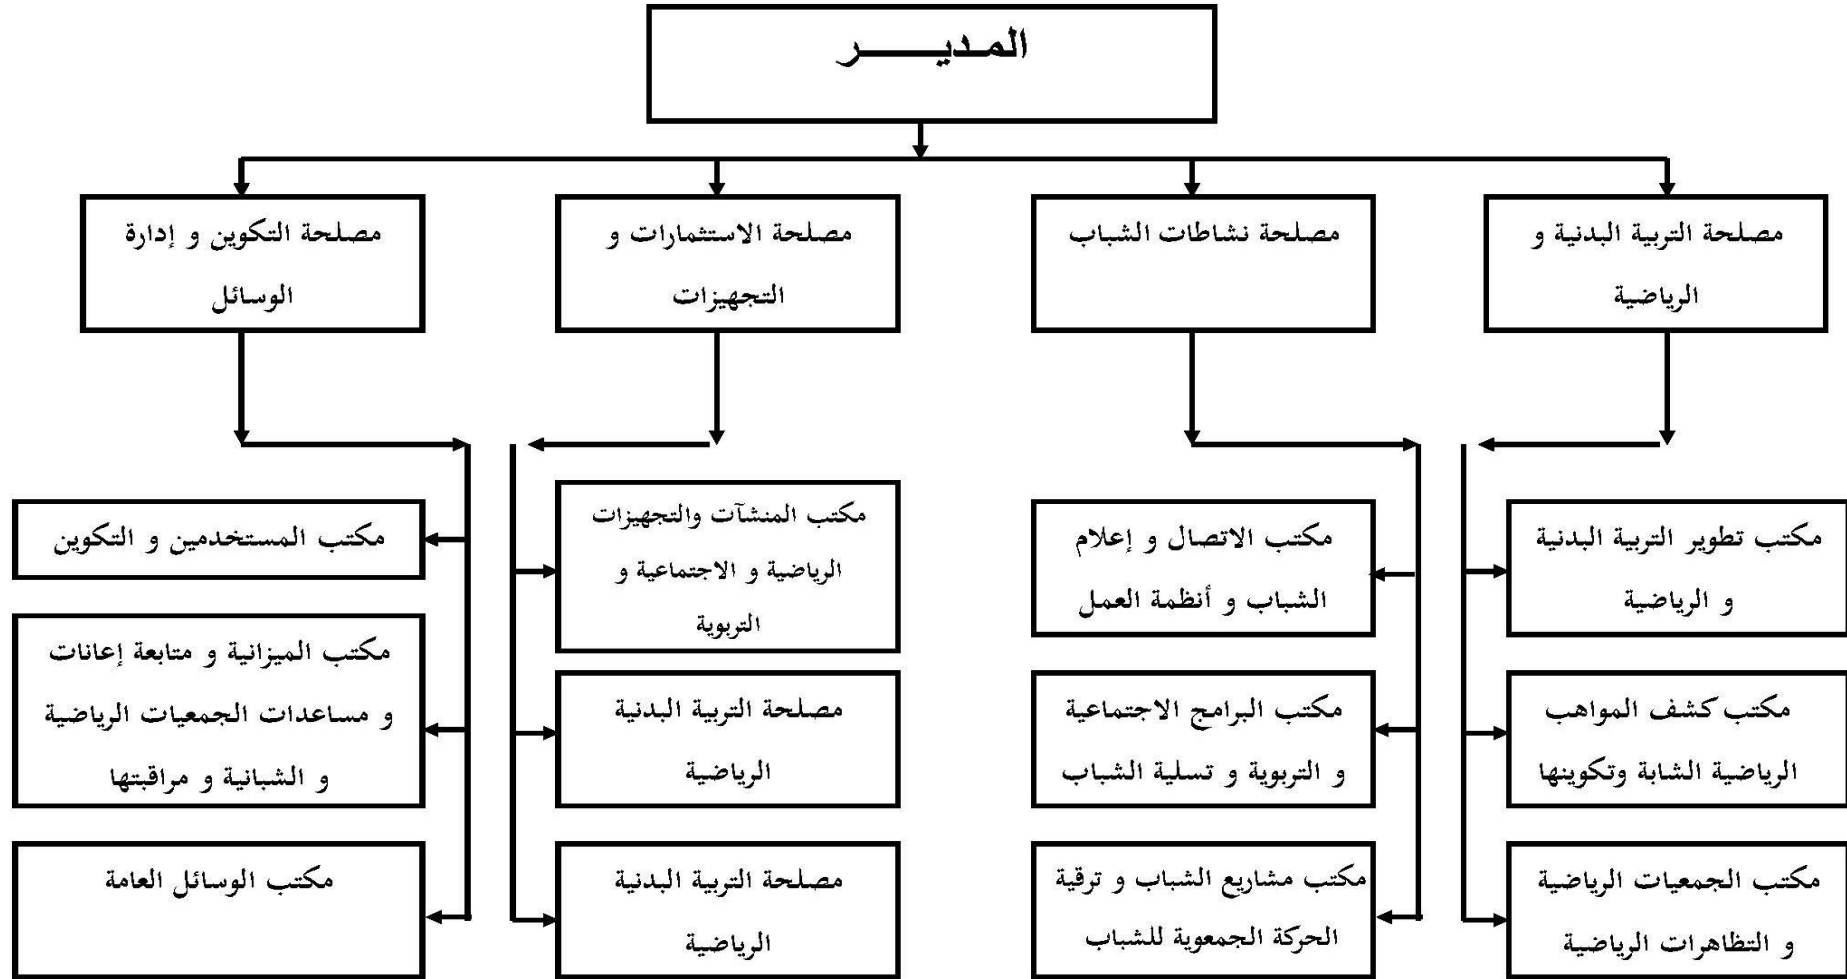 المديـــر
مصلحة التربية البدنية و
الرياضية
مصلحة نشاطات الشباب
مصلحة الاستثمارات و
التجهيزات
مصلحة التكوين و إدارة
الوسائل
مكتب تطوير التربية البدنية
و الرياضية
مكتب كشف المواهب
الرياضية الشابة وتكوينها
مكتب الجمعيات الرياضية
و التظاهرات الرياضية
مكتب الاتصال و إعلام
الشباب و أنظمة العمل
مكتب البرامج الاجتماعية
و التربوية و تسلية الشباب
مكتب مشاريع الشباب و ترقية
الحركة الجمعوية للشباب
مكتب المنشآت والتجهيزات
الرياضية و الاجتماعية و
التربوية
مصلحة التربية البدنية
الرياضية
مصلحة التربية البدنية
الرياضية
مكتب المستخدمين و التكوين
مكتب الميزانية و متابعة إعانات
و مساعدات الجمعيات الرياضية
و الشبانية و مراقبتها
مكتب الوسائل العامة